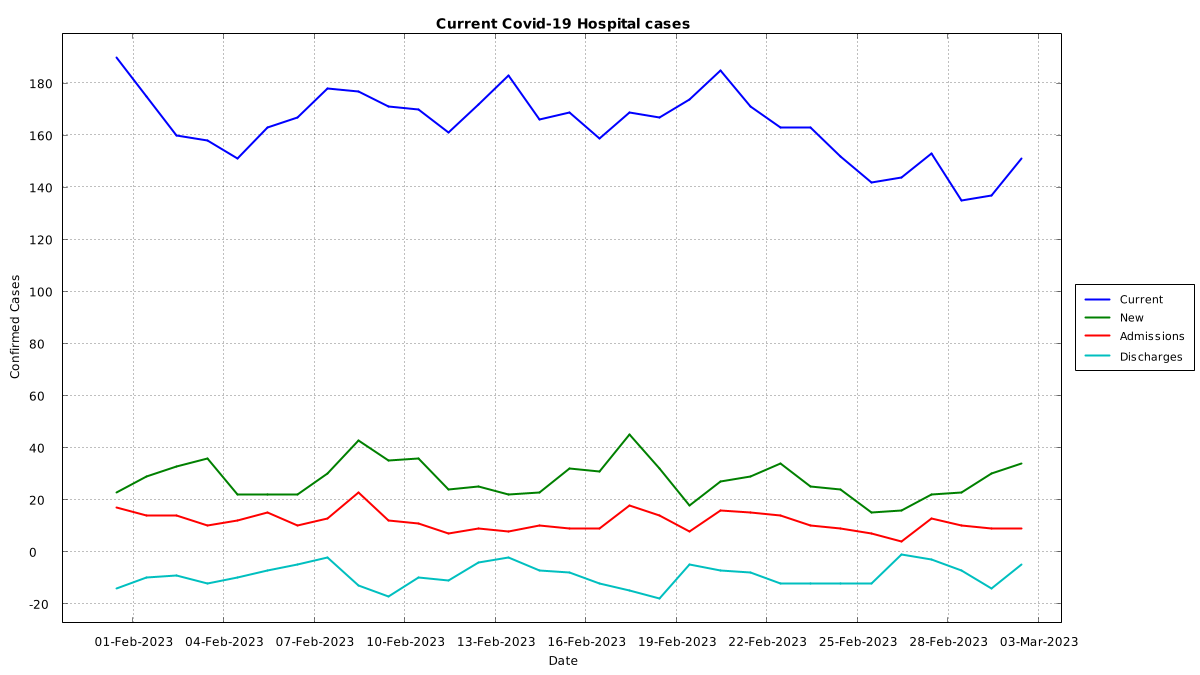 Current Covid-19 Hospital cases
Confirmed Cases
180
160
140
120
100
80
60
40
20
0
-20
01-Feb-2023 04-Feb-2023 07-Feb-2023 10-Feb-2023 13-Feb-2023 16-Feb-2023 19-Feb-2023 22-Feb-2023 25-Feb-2023 28-Feb-2023 03-Mar-2023
Date
Current
New
Admissions
Discharges